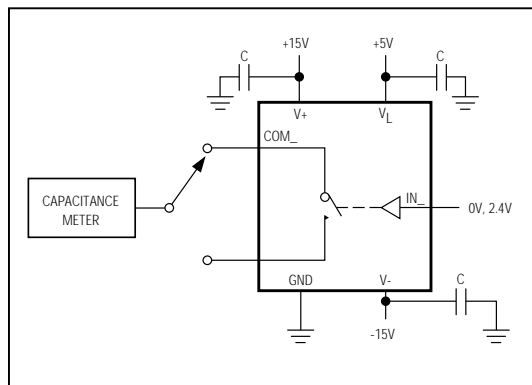 +15V
+5V
C
C
V+
VL
COM_
CAPACITANCE
METER
IN_
0V, 2.4V
GND
V-
C
-15V